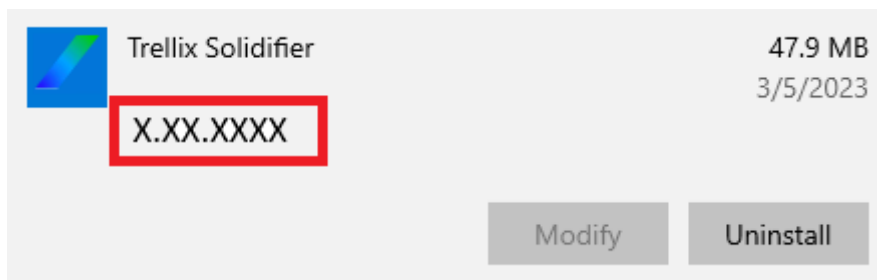 Trellix Solidifier
47.9 MB
3/5/2023
X.XX.XXXX
Modify
Uninstall